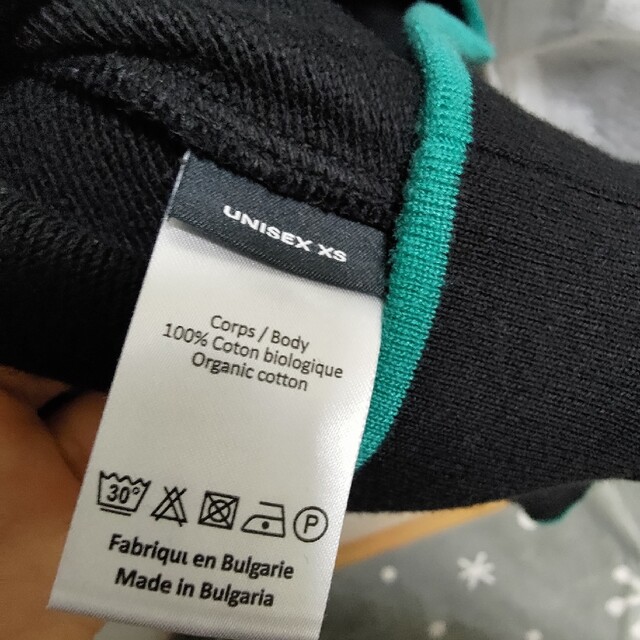 UNISEX XS
Corps / Body
100% Coton biologique
Organic cotton
30°
P
Fabriqué en Bulgarie
Made in Bulgaria